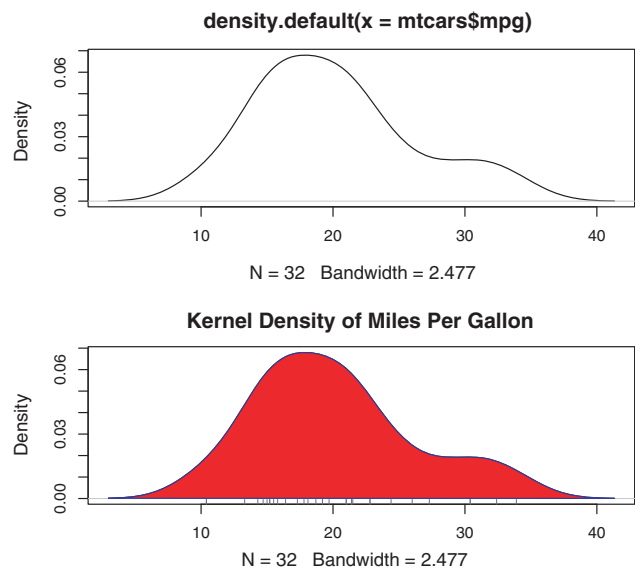 density.default(x = mtcars$mpg)
Density
0.06
0.03
0.00
10 20 30 40
N = 32 Bandwidth = 2.477
Kernel Density of Miles Per Gallon
Density
0.06
0.03
0.00
10 20 30 40
N = 32 Bandwidth = 2.477